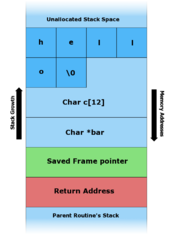 Unallocated Stack Space
h e l l
o \0
Char c[12]
Char *bar
Saved Frame pointer
Return Address
Parent Routine's Stack
Stack Growth
Memory Addresses